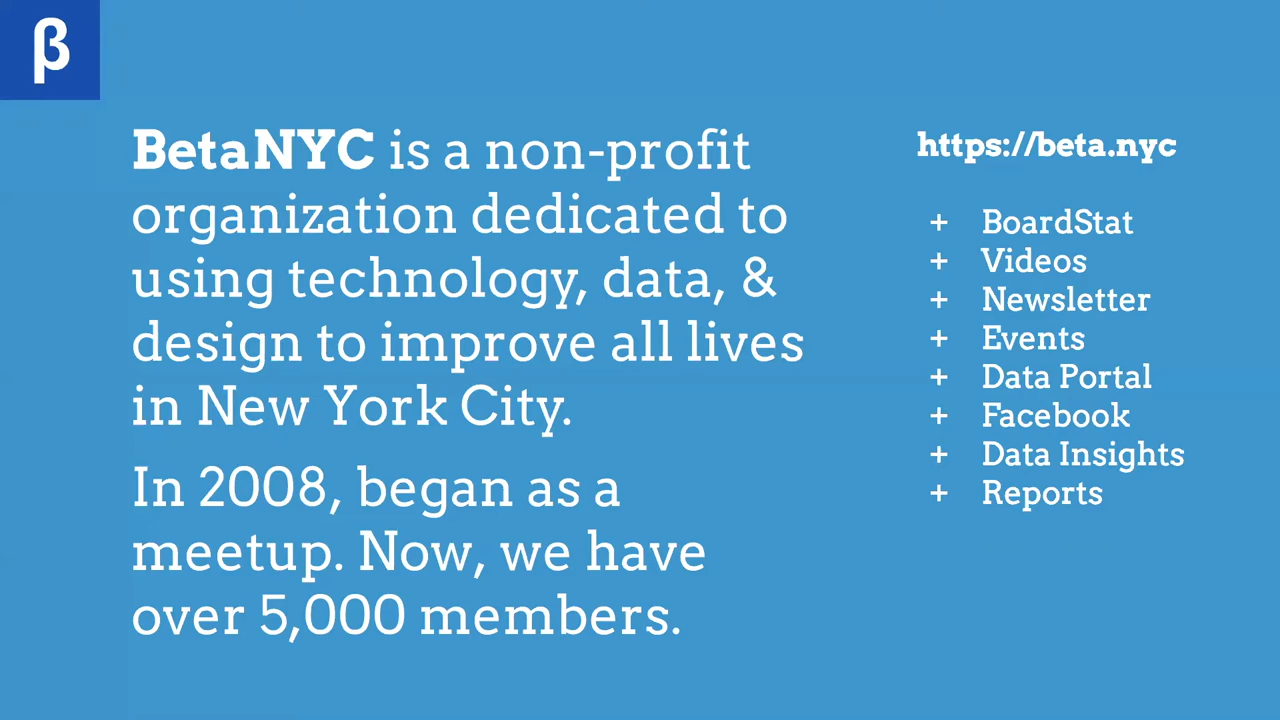 β
BetaNYC is a non-profit
organization dedicated to
using technology, data, &
design to improve all lives
in New York City.
In 2008, began as a
meetup. Now, we have
over 5,000 members.
https://beta.nyc
+ BoardStat
+ Videos
+ Newsletter
+ Events
+ Data Portal
+ Facebook
+ Data Insights
+ Reports